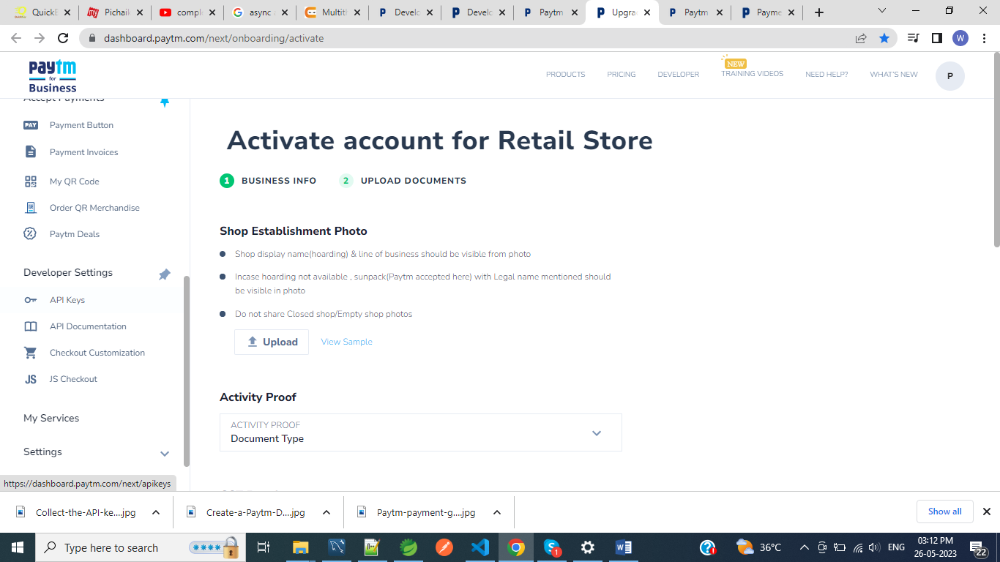 QuickB
Pichaik
comple
async a
Multith
Develo
Develo
Paytm
Upgra
Paytm
Payme
dashboard.paytm.com/next/onboarding/activate
W
paytm
for
Business
PRODUCTS
PRICING
DEVELOPER
NEW
TRAINING VIDEOS
NEED HELP?
WHAT'S NEW
P
Accept Payments
PAY Payment Button
Payment Invoices
My QR Code
Order QR Merchandise
Paytm Deals
Developer Settings
API Keys
API Documentation
Checkout Customization
JS JS Checkout
My Services
Settings
https://dashboard.paytm.com/next/apikeys
Activate account for Retail Store
1 BUSINESS INFO
2 UPLOAD DOCUMENTS
Shop Establishment Photo
Shop display name(hoarding) & line of business should be visible from photo
Incase hoarding not available , sunpack(Paytm accepted here) with Legal name mentioned should
be visible in photo
Do not share Closed shop/Empty shop photos
Upload
View Sample
Activity Proof
ACTIVITY PROOF
Document Type
Collect-the-API-ke....jpg
Create-a-Paytm-D....jpg
Paytm-payment-g....jpg
Show all
Type here to search
1
36°C
ENG
03:12 PM
26-05-2023
22